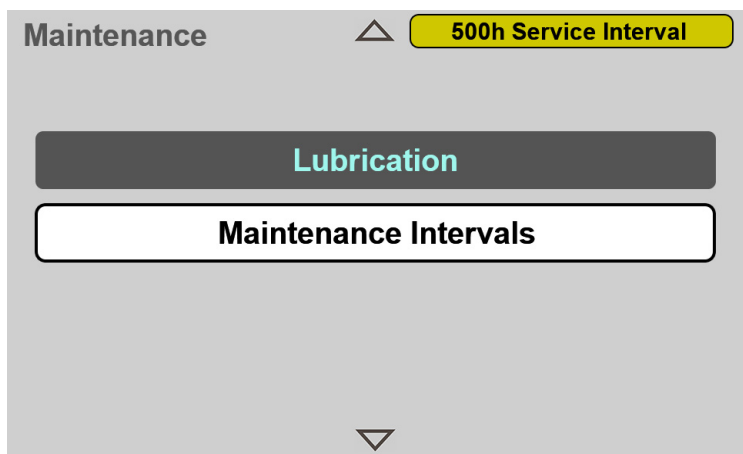 Maintenance
500h Service Interval
Lubrication
Maintenance Intervals